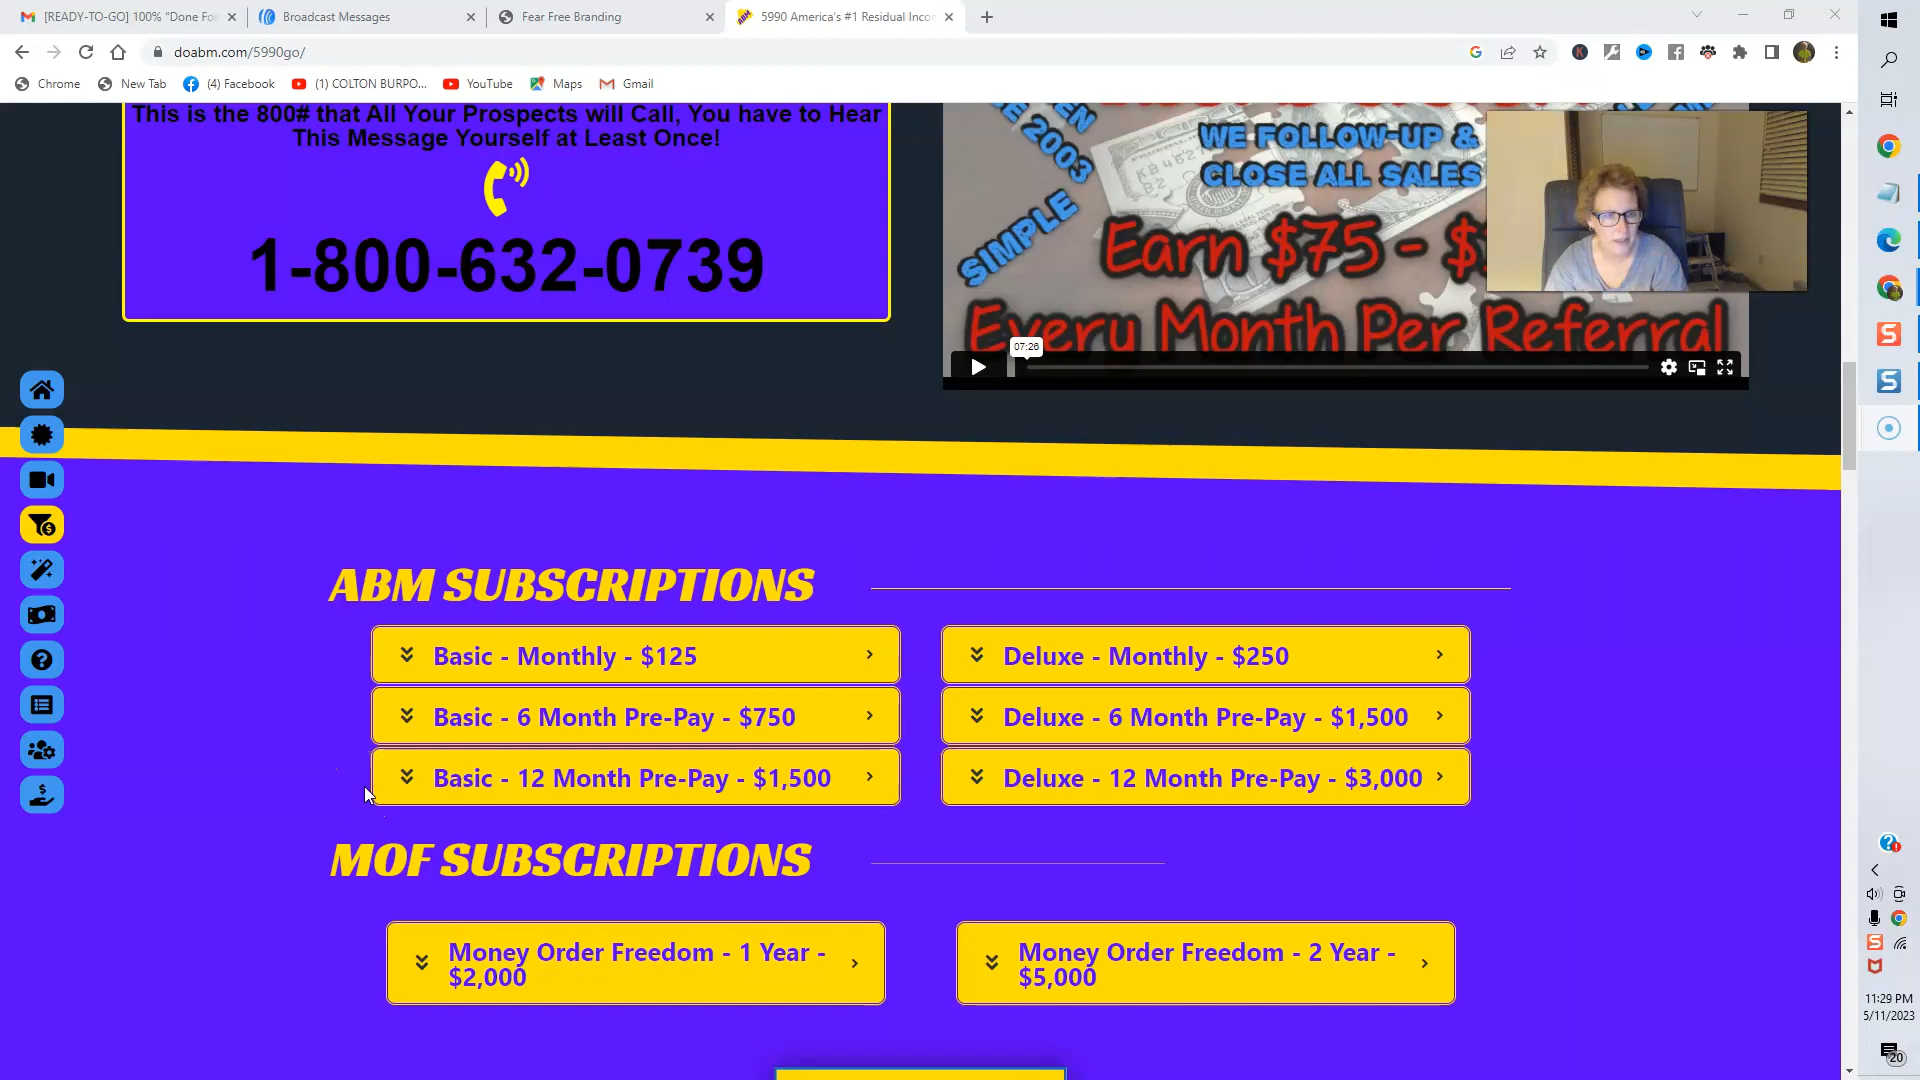 [READY-TO-GO] 100% "Done For
Broadcast Messages
Fear Free Branding
5990 America's #1 Residual Incor
doabm.com/5990go/
Chrome
New Tab
(4) Facebook
(1) COLTON BURPO...
YouTube
Maps
Gmail
This is the 800# that All Your Prospects will Call, You have to Hear
This Message Yourself at Least Once!
1-800-632-0739
2003
SIMPLE
WE FOLLOW-UP &
CLOSE ALL SALES
Earn $75 -
Every Month Per Referral
07:26
ABM SUBSCRIPTIONS
Basic - Monthly - $125
Deluxe - Monthly - $250
Basic - 6 Month Pre-Pay - $750
Deluxe - 6 Month Pre-Pay - $1,500
Basic - 12 Month Pre-Pay - $1,500
Deluxe - 12 Month Pre-Pay - $3,000
MOF SUBSCRIPTIONS
Money Order Freedom - 1 Year -
$2,000
Money Order Freedom - 2 Year -
$5,000
11:29 PM
5/11/2023
20